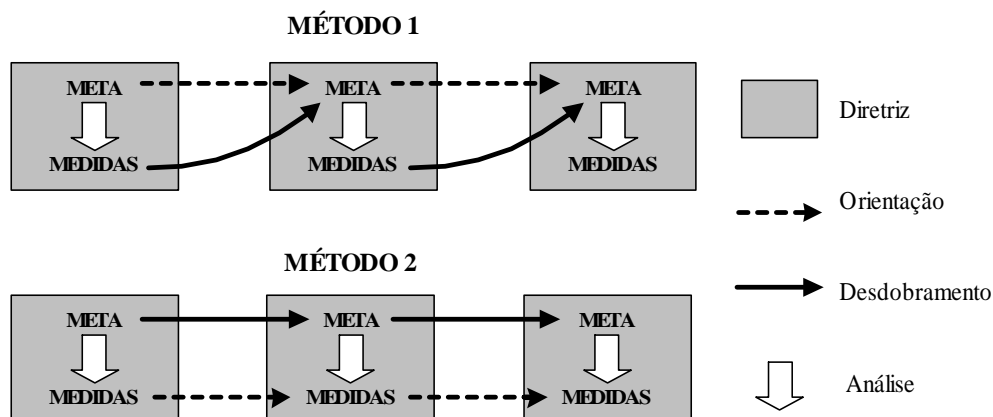 MÉTODO 1
META META META
MEDIDAS MEDIDAS MEDIDAS
MÉTODO 2
META META META
MEDIDAS MEDIDAS MEDIDAS
Diretriz
Orientação
Desdobramento
Análise